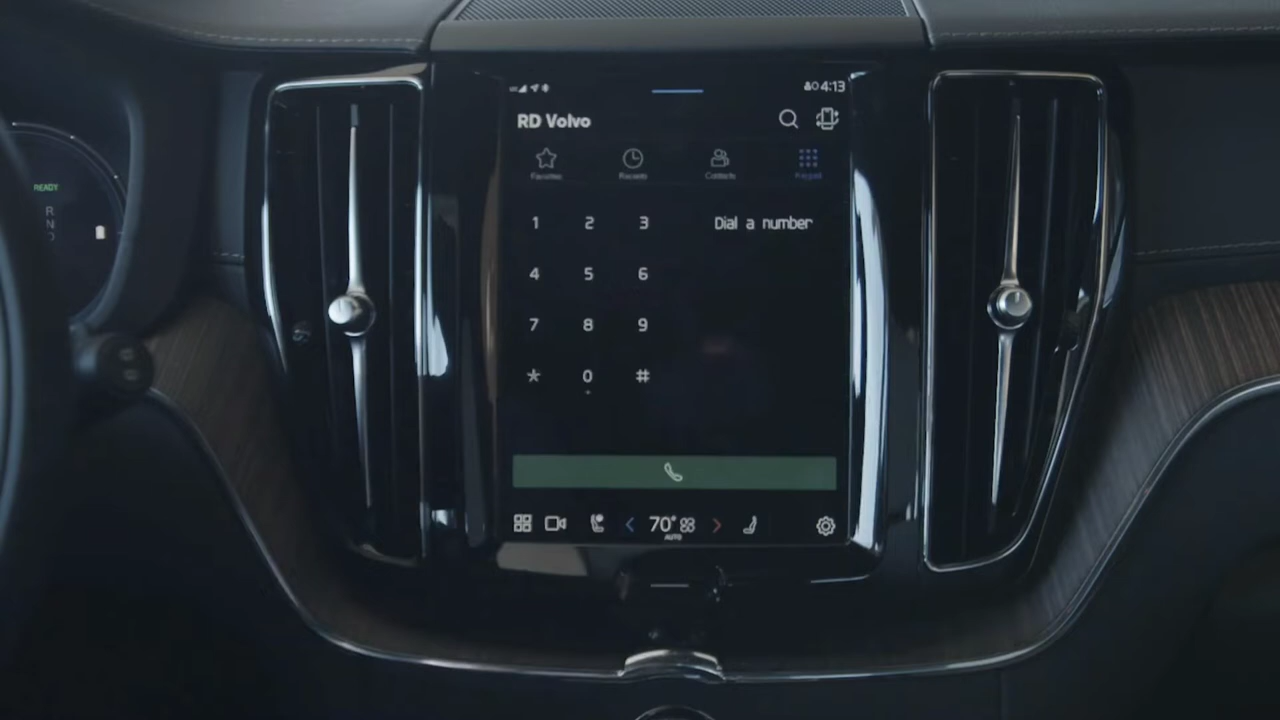 4:13
RD Volvo
Favorites Recents Contacts Keypad
READY
R
N
D
1 2 3 Dial a number
4 5 6
7 8 9
* 0 #
+
70°
AUTO